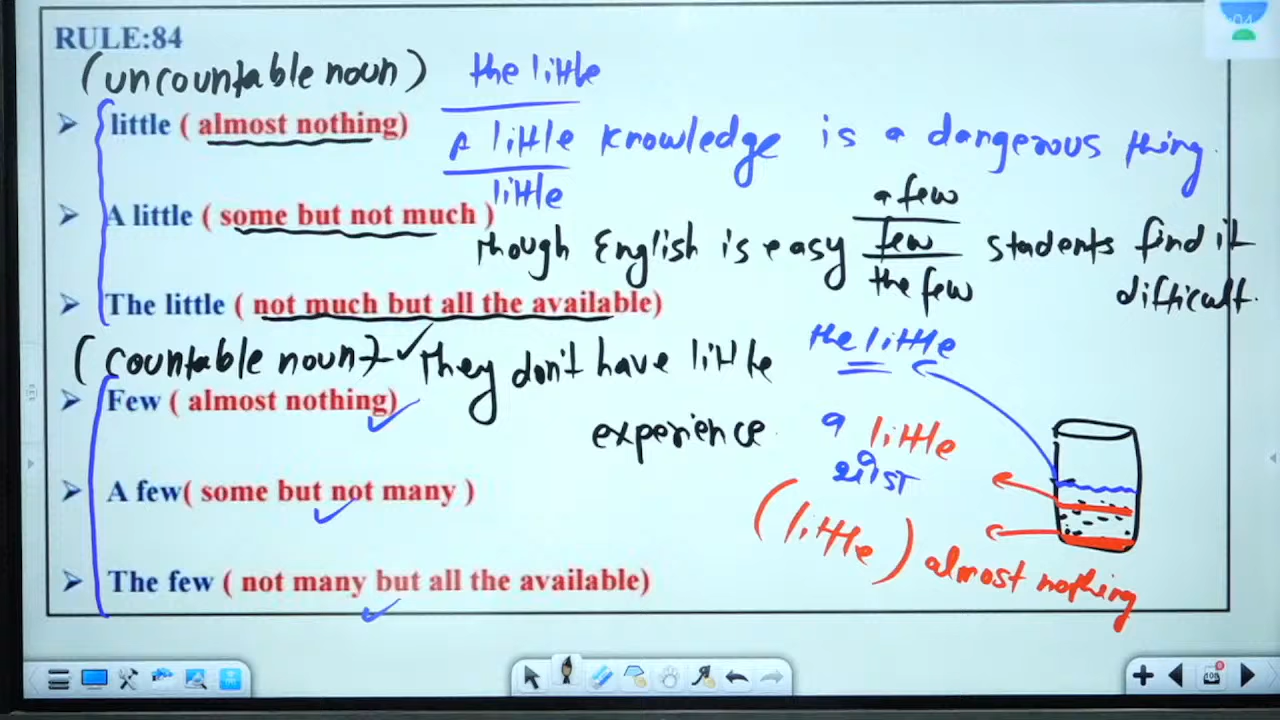 RULE:84
(uncountable noun) the little
little ( almost nothing) A little knowledge is a dangerous thing.
little
a few
A little ( some but not much )
Though English is easy few students find it
the few difficult.
The little ( not much but all the available)
the little
(countable noun) They don't have little
Few ( almost nothing)
experience.
a little
A few( some but not many )
(little) almost nothing
The few ( not many but all the available)